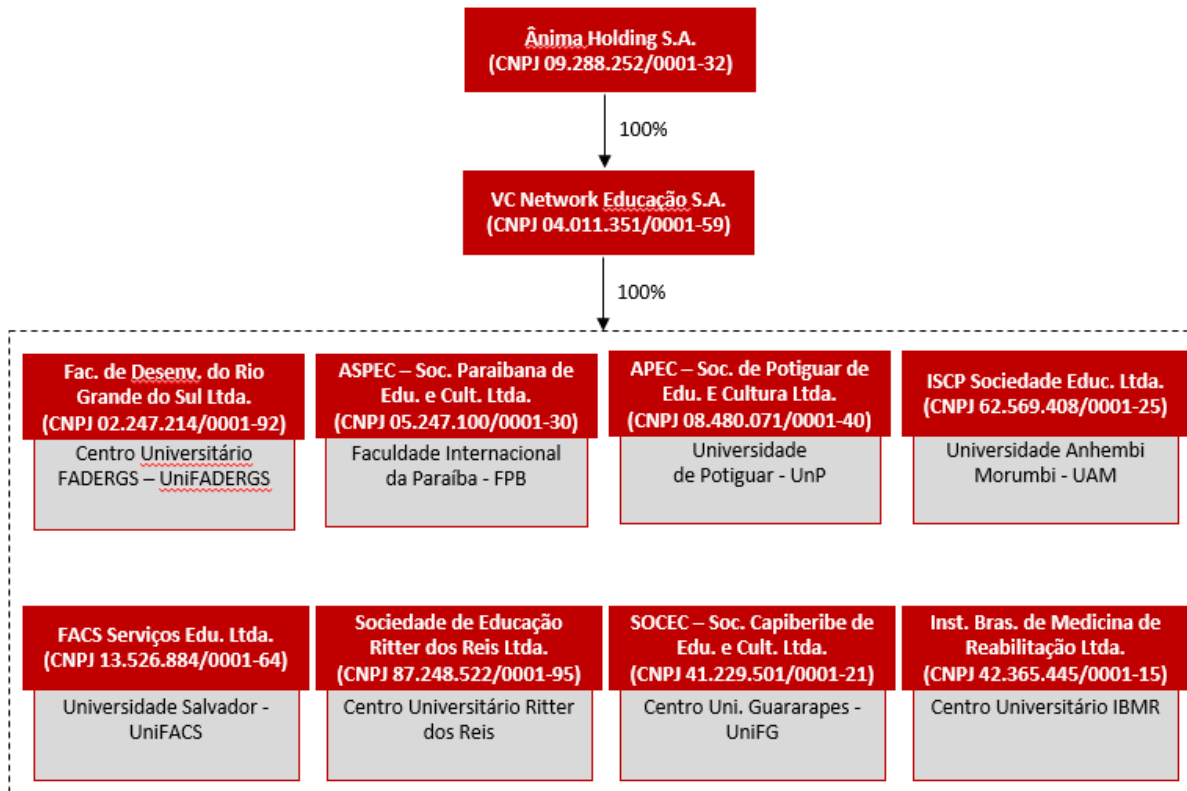 Ânima Holding S.A.
(CNPJ 09.288.252/0001-32)
100%
VC Network Educação S.A.
(CNPJ 04.011.351/0001-59)
100%
Fac. de Desenv. do Rio
Grande do Sul Ltda.
(CNPJ 02.247.214/0001-92)
Centro Universitário
FADERGS – UniFADERGS
ASPEC – Soc. Paraibana de
Edu. e Cult. Ltda.
(CNPJ 05.247.100/0001-30)
Faculdade Internacional
da Paraíba - FPB
APEC – Soc. de Potiguar de
Edu. E Cultura Ltda.
(CNPJ 08.480.071/0001-40)
Universidade
de Potiguar - UnP
ISCP Sociedade Educ. Ltda.
(CNPJ 62.569.408/0001-25)
Universidade Anhembi
Morumbi - UAM
FACS Serviços Edu. Ltda.
(CNPJ 13.526.884/0001-64)
Universidade Salvador -
UniFACS
Sociedade de Educação
Ritter dos Reis Ltda.
(CNPJ 87.248.522/0001-95)
Centro Universitário Ritter
dos Reis
SOCEC – Soc. Capiberibe de
Edu. e Cult. Ltda.
(CNPJ 41.229.501/0001-21)
Centro Uni. Guararapes -
UniFG
Inst. Bras. de Medicina de
Reabilitação Ltda.
(CNPJ 42.365.445/0001-15)
Centro Universitário IBMR